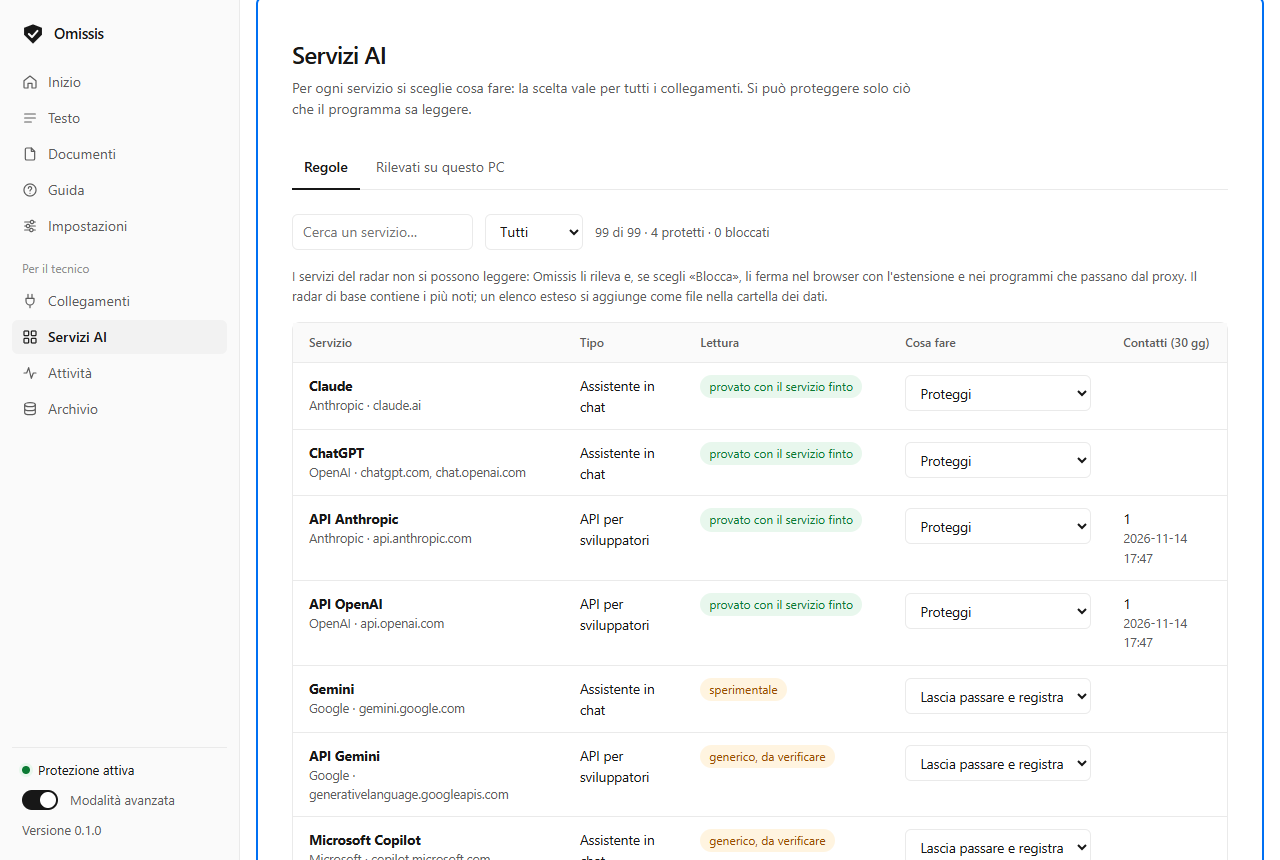 Omissis
Inizio
Testo
Documenti
Guida
Impostazioni
Per il tecnico
Collegamenti
Servizi AI
Attività
Archivio
Protezione attiva
Modalità avanzata
Versione 0.1.0
Servizi AI
Per ogni servizio si sceglie cosa fare: la scelta vale per tutti i collegamenti. Si può proteggere solo ciò
che il programma sa leggere.
Regole Rilevati su questo PC
Cerca un servizio... Tutti 99 di 99 · 4 protetti · 0 bloccati
I servizi del radar non si possono leggere: Omissis li rileva e, se scegli «Blocca», li ferma nel browser con l'estensione e nei programmi che passano dal proxy. Il
radar di base contiene i più noti; un elenco esteso si aggiunge come file nella cartella dei dati.
Servizio Tipo Lettura Cosa fare Contatti (30 gg)
Claude
Anthropic · claude.ai
Assistente in
chat
provato con il servizio finto
Proteggi
ChatGPT
OpenAI · chatgpt.com, chat.openai.com
Assistente in
chat
provato con il servizio finto
Proteggi
API Anthropic
Anthropic · api.anthropic.com
API per
sviluppatori
provato con il servizio finto
Proteggi
1
2026-11-14
17:47
API OpenAI
OpenAI · api.openai.com
API per
sviluppatori
provato con il servizio finto
Proteggi
1
2026-11-14
17:47
Gemini
Google · gemini.google.com
Assistente in
chat
sperimentale
Lascia passare e registra
API Gemini
Google ·
generativelanguage.googleapis.com
API per
sviluppatori
generico, da verificare
Lascia passare e registra
Microsoft Copilot
Microsoft · copilot.microsoft.com
Assistente in
chat
generico, da verificare
Lascia passare e registra